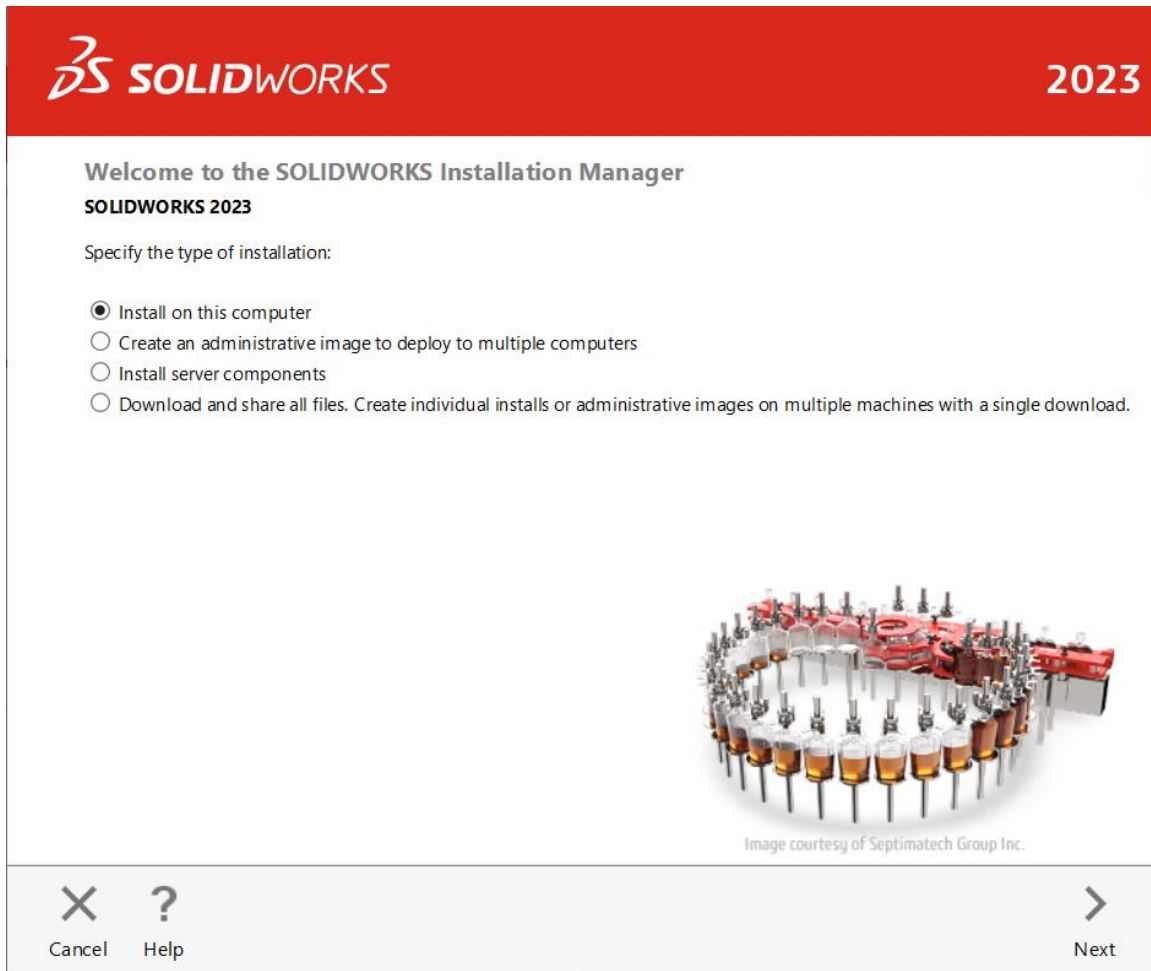 3S SOLIDWORKS
2023
Welcome to the SOLIDWORKS Installation Manager
SOLIDWORKS 2023
Specify the type of installation:
Install on this computer
Create an administrative image to deploy to multiple computers
Install server components
Download and share all files. Create individual installs or administrative images on multiple machines with a single download.
Image courtesy of Septimatech Group Inc.
?
Cancel Help
Next